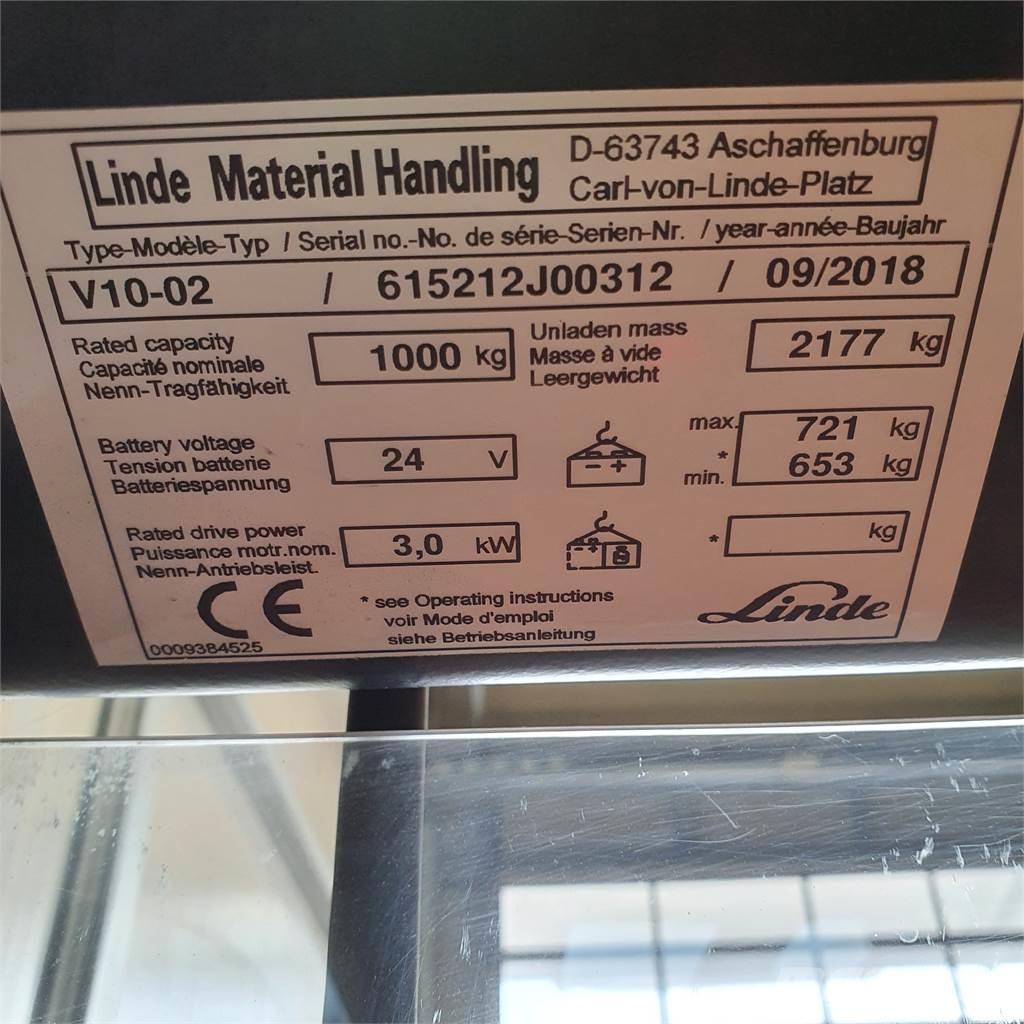 Linde Material Handling
D-63743 Aschaffenburg
Carl-von-Linde-Platz
Type-Modèle-Typ / Serial no.-No. de série-Serien-Nr. / year-année-Baujahr
V10-02 / 615212J00312 / 09/2018
Rated capacity
Capacité nominale
Nenn-Tragfähigkeit
1000 kg
Unladen mass
Masse à vide
Leergewicht
2177 kg
Battery voltage
Tension batterie
Batteriespannung
24 V
max. 721 kg
* min. 653 kg
Rated drive power
Puissance motr.nom.
Nenn-Antriebsleist.
3,0 kW
* kg
CE
0009384525
* see Operating instructions
voir Mode d'emploi
siehe Betriebsanleitung
Linde